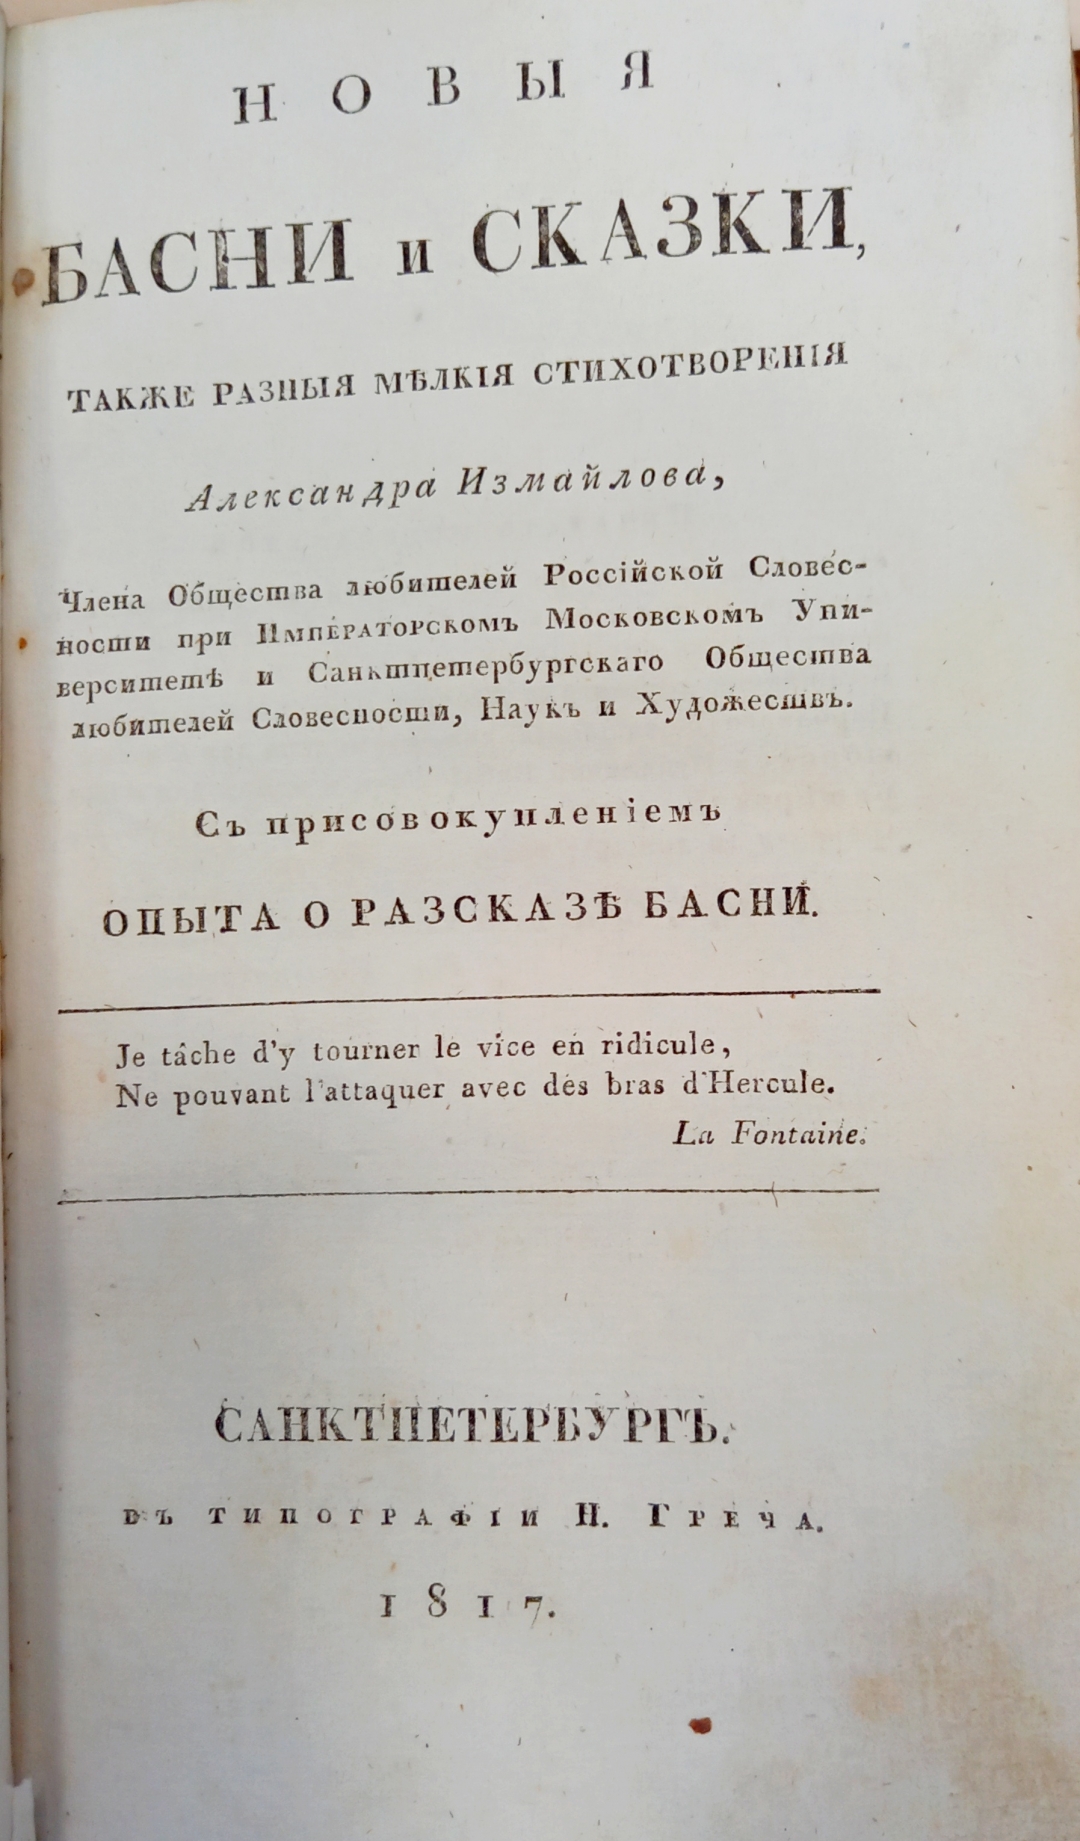 НОВЫЯ
БАСНИ и СКАЗКИ,
ТАКЖЕ РАЗНЫЯ МѢЛКІЯ СТИХОТВОРЕНІЯ
Александра Измайлова,
Члена Общества любителей Россійской Словес-
ности при Императорскомъ Московскомъ Уни-
верситетѣ и Санктпетербургскаго Общества
любителей Словесности, Наукъ и Художествъ.
Съ присовокупленіемъ
ОПЫТА О РАЗСКАЗѢ БАСНИ.
Je tâche d'y tourner le vice en ridicule,
Ne pouvant l'attaquer avec des bras d'Hercule.
La Fontaine.
САНКТПЕТЕРБУРГЪ.
въ типографіи Н. Греча.
1817.